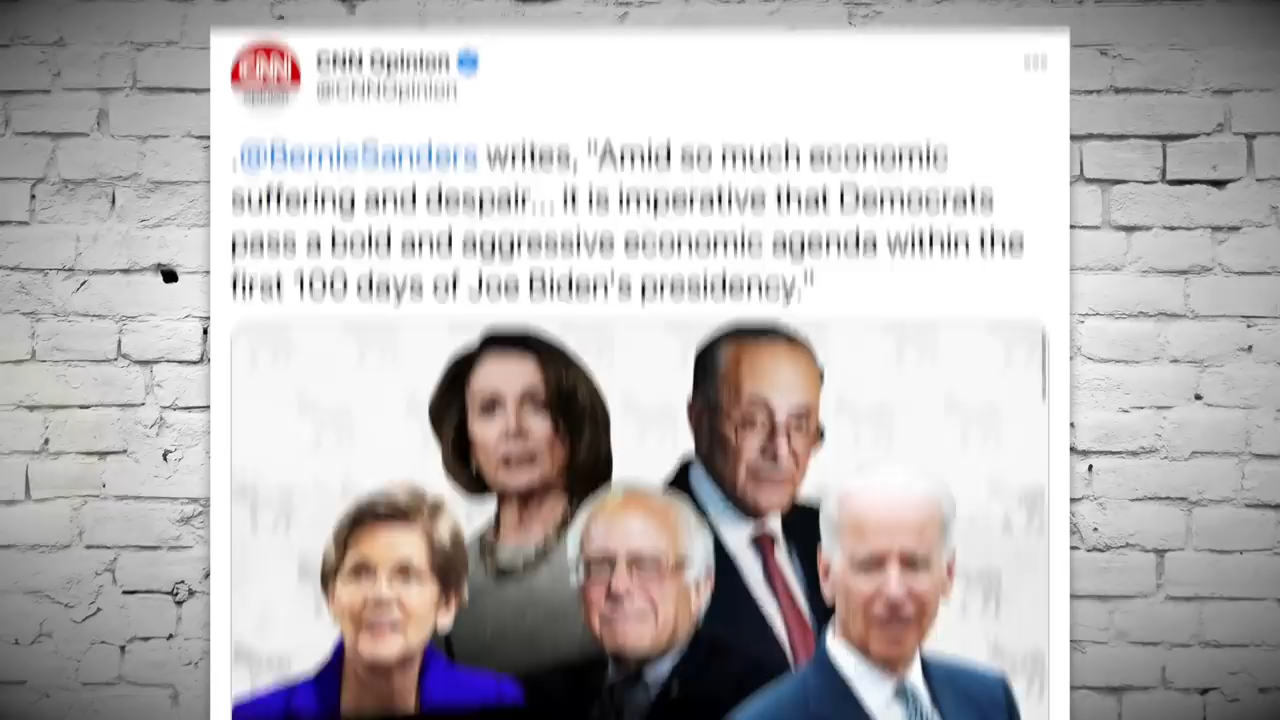 CNN
CNN Opinion
@CNNOpinion
.@BernieSanders writes, "Amid so much economic
suffering and despair... it is imperative that Democrats
pass a bold and aggressive economic agenda within the
first 100 days of Joe Biden's presidency,"